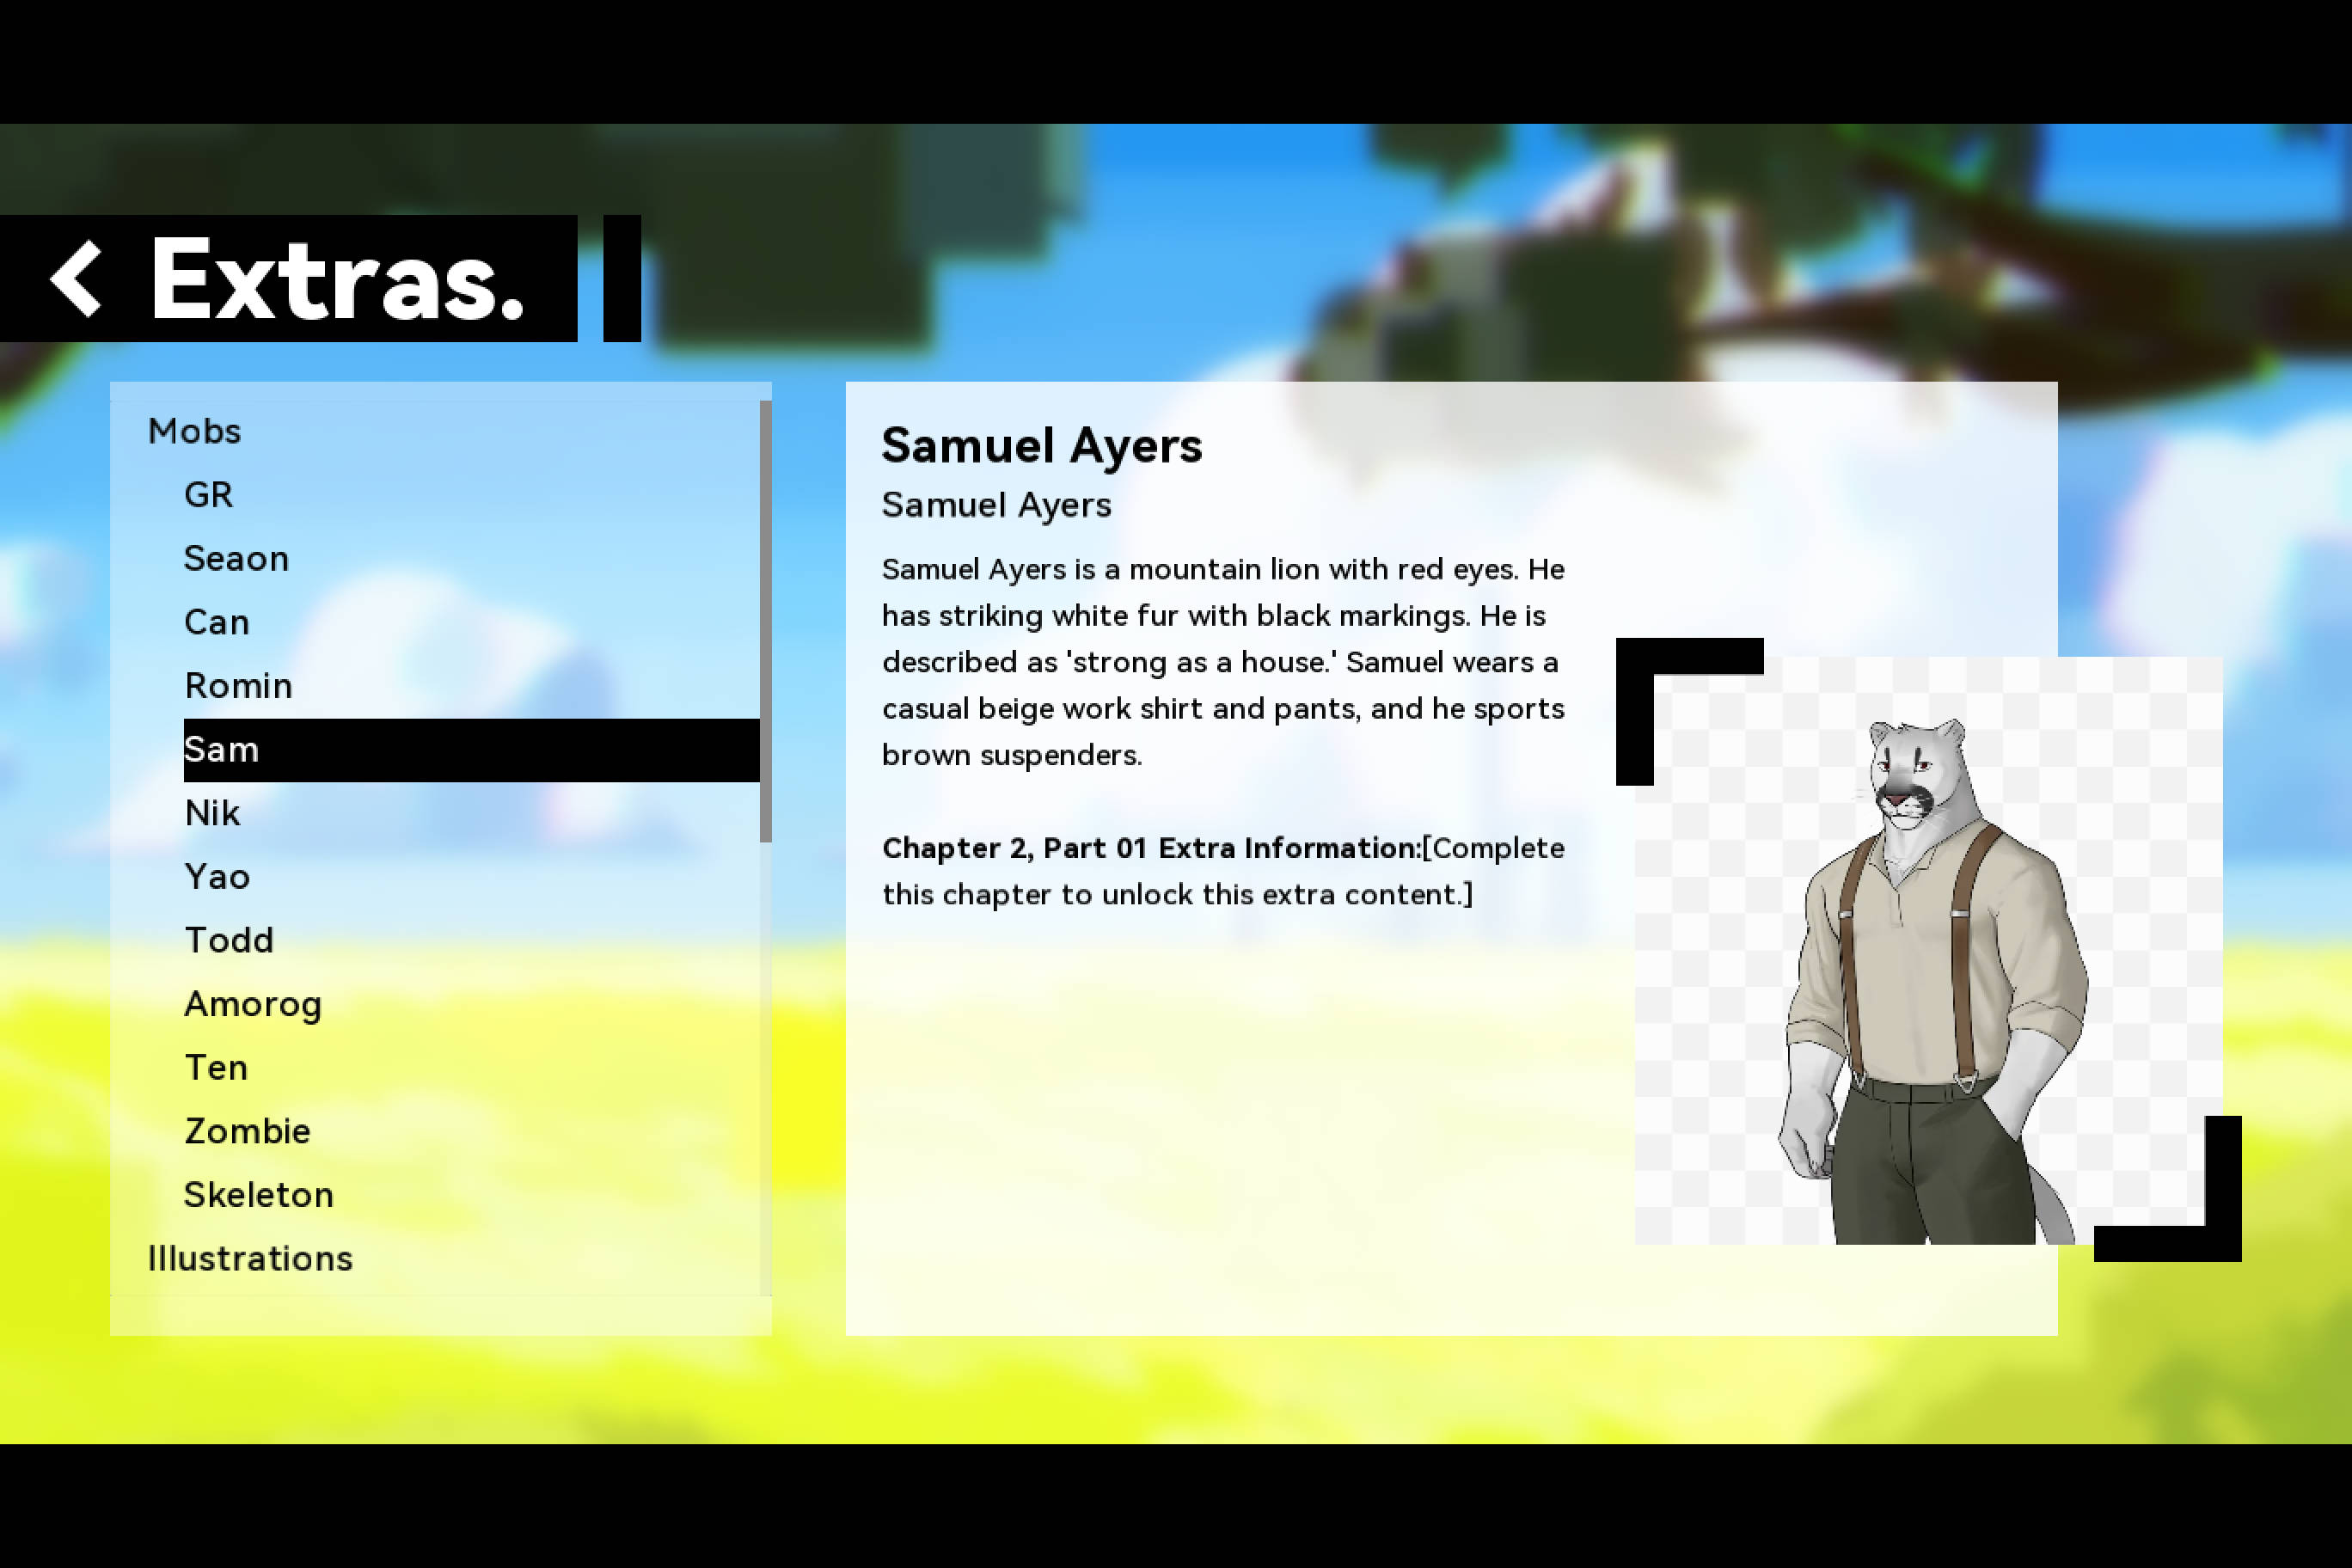 Extras.
Mobs
GR
Seaon
Can
Romin
Sam
Nik
Yao
Todd
Amorog
Ten
Zombie
Skeleton
Illustrations
Samuel Ayers
Samuel Ayers
Samuel Ayers is a mountain lion with red eyes. He
has striking white fur with black markings. He is
described as 'strong as a house.' Samuel wears a
casual beige work shirt and pants, and he sports
brown suspenders.
Chapter 2, Part 01 Extra Information:[Complete
this chapter to unlock this extra content.]